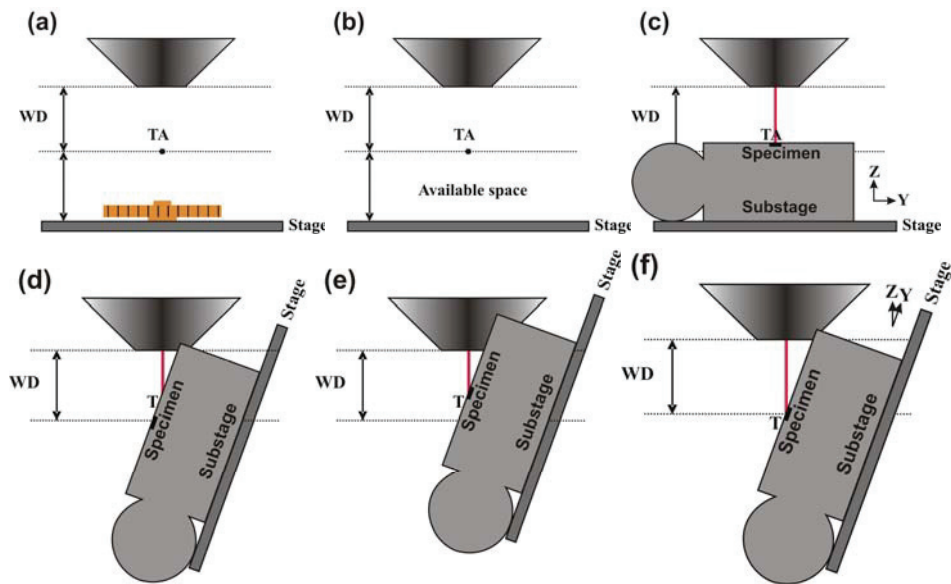 (a)
WD
TA
Stage
(b)
WD
TA
Available space
Stage
(c)
WD
TA
Specimen
Substage
Z
Y
Stage
(d)
WD
T
Specimen
Substage
Stage
(e)
WD
T
Specimen
Substage
Stage
(f)
WD
T
Specimen
Substage
Z Y
Stage